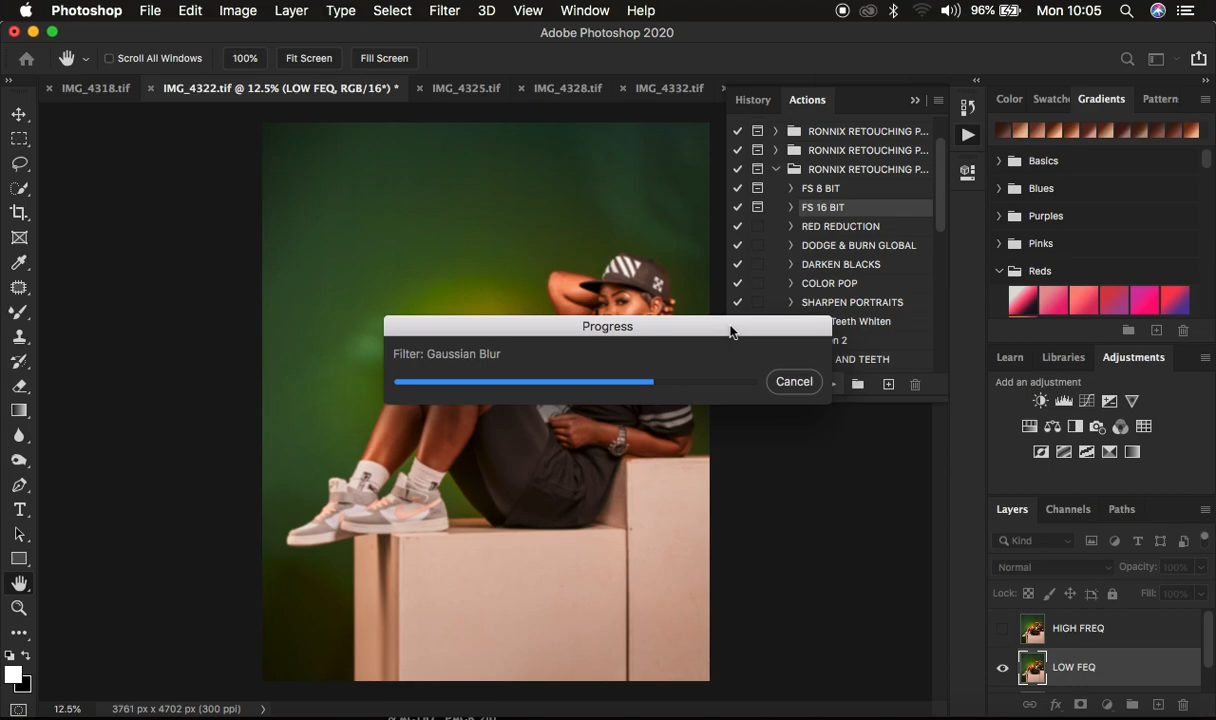 Photoshop File Edit Image Layer Type Select Filter 3D View Window Help 96% Mon 10:05
Adobe Photoshop 2020
Scroll All Windows 100% Fit Screen Fill Screen
IMG_4318.tif IMG_4322.tif @ 12.5% (LOW FEQ, RGB/16*) * IMG_4325.tif IMG_4328.tif IMG_4332.tif
History Actions
RONNIX RETOUCHING P...
RONNIX RETOUCHING P...
RONNIX RETOUCHING P...
FS 8 BIT
FS 16 BIT
RED REDUCTION
DODGE & BURN GLOBAL
DARKEN BLACKS
COLOR POP
SHARPEN PORTRAITS
Teeth Whiten
n 2
AND TEETH
Progress
Filter: Gaussian Blur
Cancel
Color Swatche Gradients Pattern
Basics
Blues
Purples
Pinks
Reds
Learn Libraries Adjustments
Add an adjustment
Layers Channels Paths
Kind
Normal Opacity: 100%
Lock: Fill: 100%
HIGH FREQ
LOW FEQ
12.5% 3761 px x 4702 px (300 ppi)